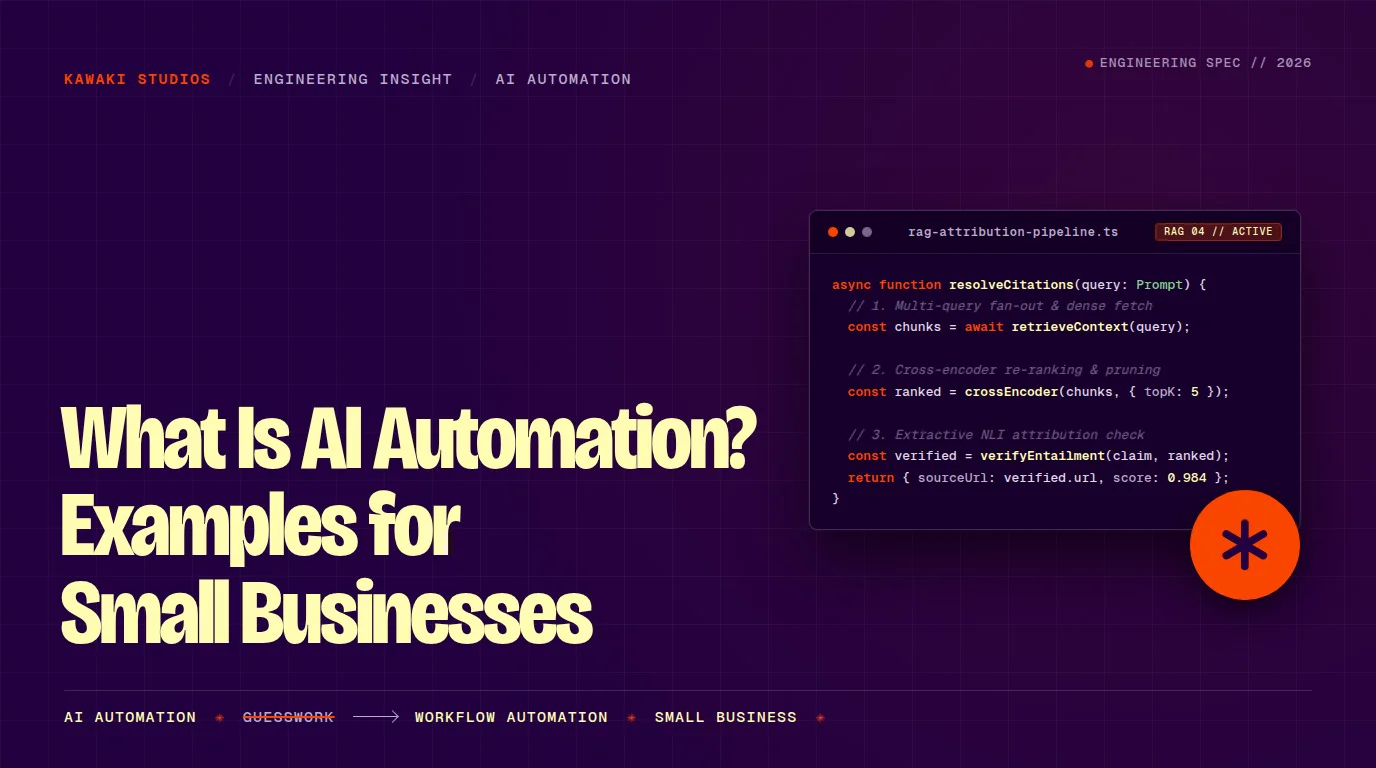 KAWAKI STUDIOS / ENGINEERING INSIGHT / AI AUTOMATION
ENGINEERING SPEC // 2026
rag-attribution-pipeline.ts
RAG 04 // ACTIVE
async function resolveCitations(query: Prompt) {
// 1. Multi-query fan-out & dense fetch
const chunks = await retrieveContext(query);
// 2. Cross-encoder re-ranking & pruning
const ranked = crossEncoder(chunks, { topK: 5 });
// 3. Extractive NLI attribution check
const verified = verifyEntailment(claim, ranked);
return { sourceUrl: verified.url, score: 0.984 };
}
What Is AI Automation?
Examples for
Small Businesses
AI AUTOMATION * GUESSWORK → WORKFLOW AUTOMATION * SMALL BUSINESS *